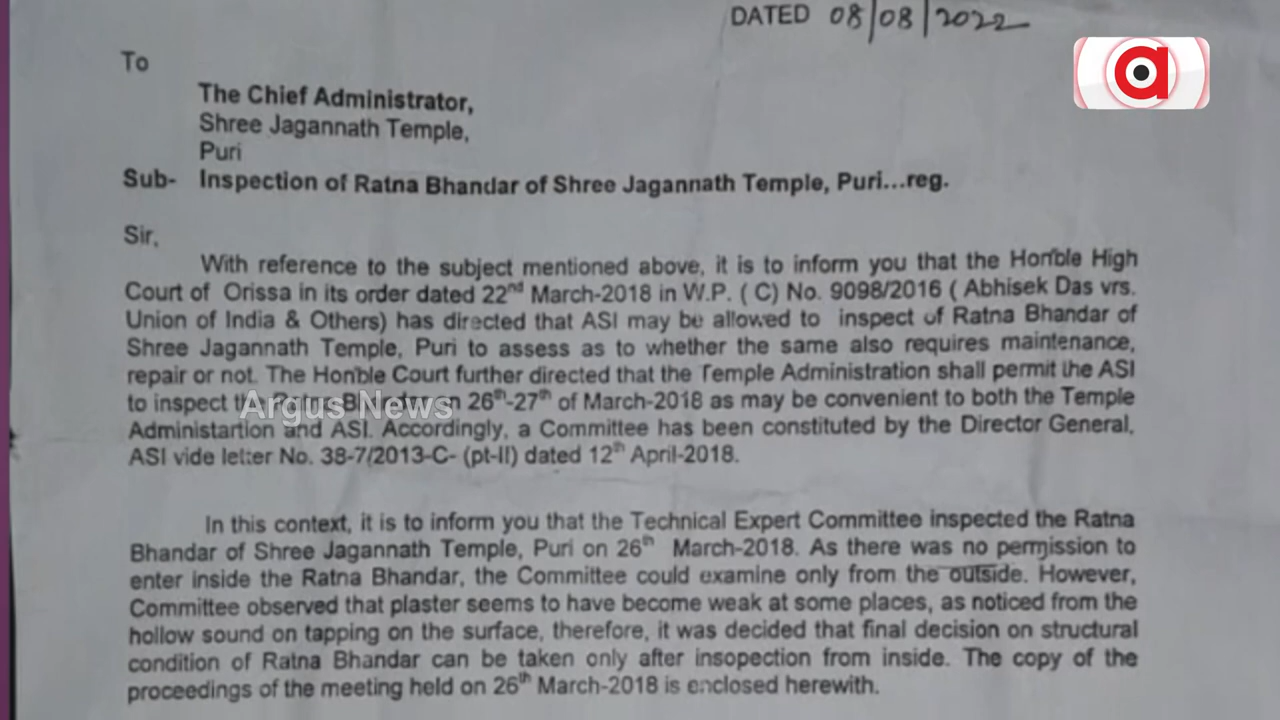 DATED 08/08/2022
a
To
The Chief Administrator,
Shree Jagannath Temple,
Puri
Sub- Inspection of Ratna Bhandar of Shree Jagannath Temple, Puri...reg.
Sir,
With reference to the subject mentioned above, it is to inform you that the Hon'ble High
Court of Orissa in its order dated 22nd March-2018 in W.P. ( C) No. 9098/2016 ( Abhisek Das vrs.
Union of India & Others) has directed that ASI may be allowed to inspect of Ratna Bhandar of
Shree Jagannath Temple, Puri to assess as to whether the same also requires maintenance,
repair or not. The Hon'ble Court further directed that the Temple Administration shall permit the ASI
to inspect 26th-27th of March-2018 as may be convenient to both the Temple
Argus News
Administartion and ASI. Accordingly, a Committee has been constituted by the Director General,
ASI vide letter No. 38-7/2013-C- (pt-II) dated 12th April-2018.
In this context, it is to inform you that the Technical Expert Committee inspected the Ratna
Bhandar of Shree Jagannath Temple, Puri on 26th March-2018. As there was no permission to
enter inside the Ratna Bhandar, the Committee could examine only from the outside. However,
Committee observed that plaster seems to have become weak at some places, as noticed from the
hollow sound on tapping on the surface, therefore, it was decided that final decision on structural
condition of Ratna Bhandar can be taken only after insopection from inside. The copy of the
proceedings of the meeting held on 26th March-2018 is enclosed herewith.